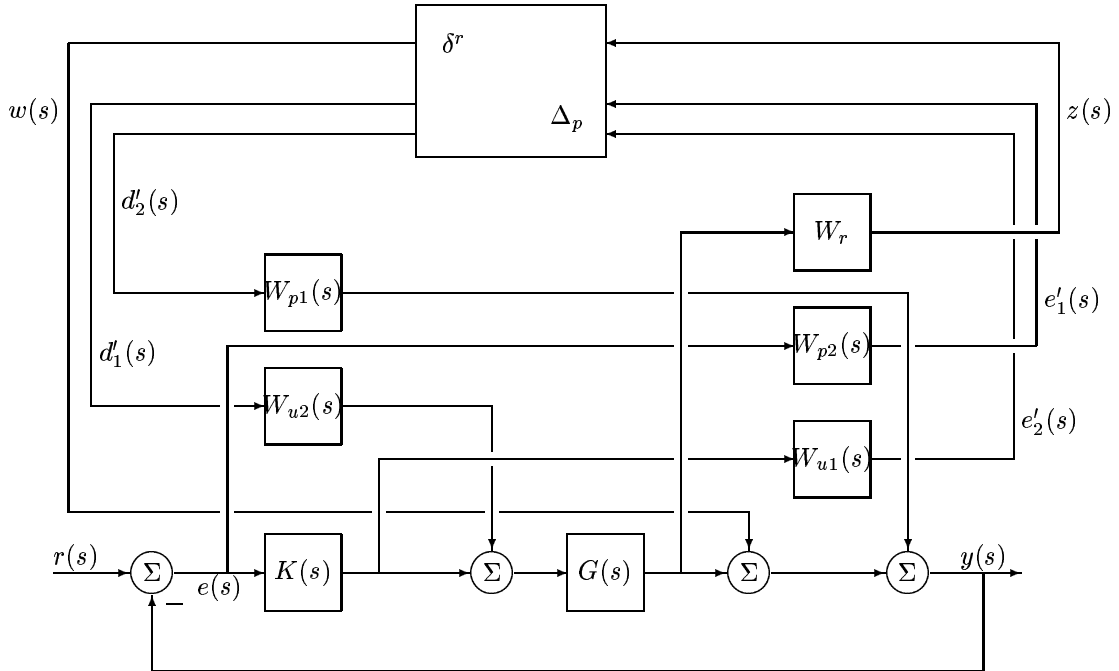 δ^r
w(s)
Δ_p
z(s)
d′_2(s)
W_r
W_{p1}(s)
e′_1(s)
d′_1(s)
W_{p2}(s)
W_{u2}(s)
e′_2(s)
W_{u1}(s)
r(s)
Σ
e(s)
K(s)
Σ
G(s)
Σ
Σ
y(s)
−